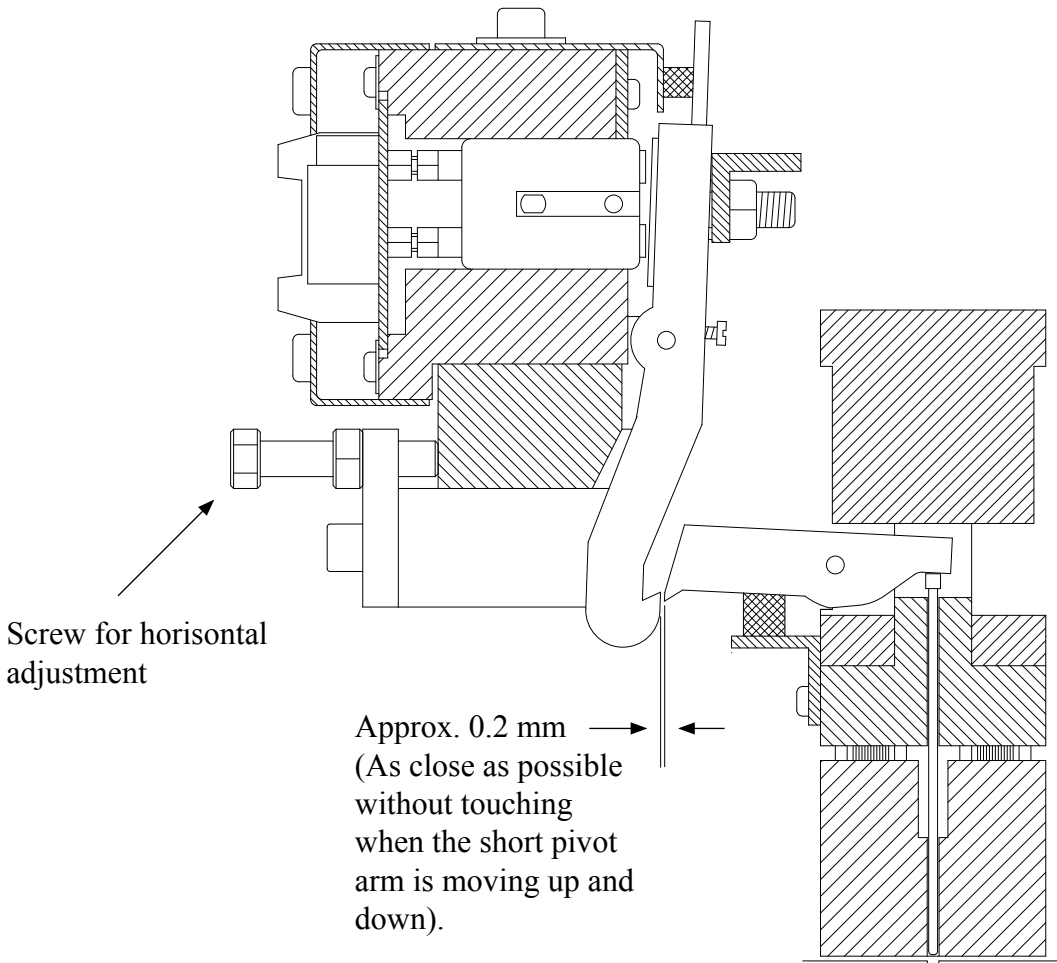 Screw for horisontal
adjustment
Approx. 0.2 mm
(As close as possible
without touching
when the short pivot
arm is moving up and
down).